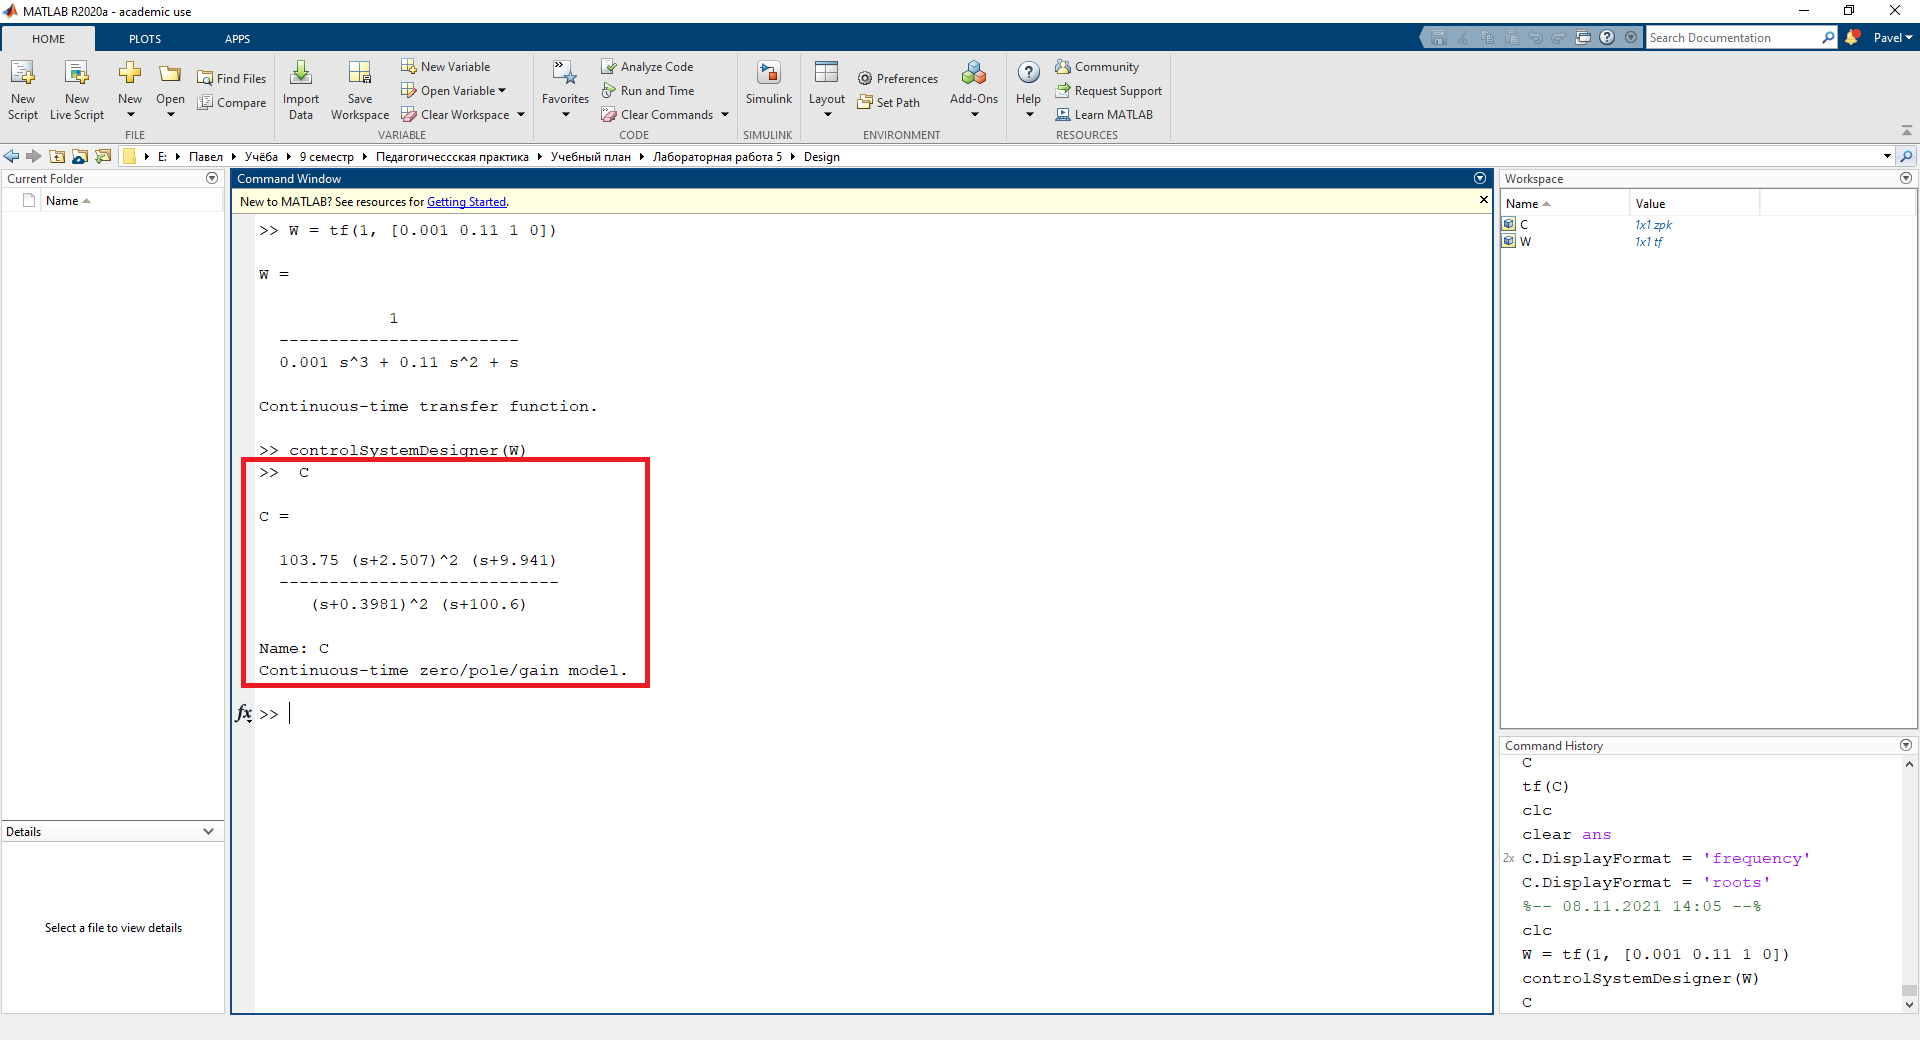 MATLAB R2020a - academic use
HOME
PLOTS
APPS
Search Documentation
Pavel
New Script
New Live Script
New
Open
Find Files
Compare
FILE
Import Data
Save Workspace
New Variable
Open Variable
Clear Workspace
VARIABLE
Favorites
Analyze Code
Run and Time
Clear Commands
CODE
Simulink
SIMULINK
Layout
Preferences
Set Path
Add-Ons
ENVIRONMENT
Help
Community
Request Support
Learn MATLAB
RESOURCES
E: Павел Учёба 9 семестр Педагогичессская практика Учебный план Лабораторная работа 5 Design
Current Folder
Name
Details
Select a file to view details
Command Window
New to MATLAB? See resources for Getting Started.
>> W = tf(1, [0.001 0.11 1 0])
W =
1
------------------------
0.001 s^3 + 0.11 s^2 + s
Continuous-time transfer function.
>> controlSystemDesigner(W)
>>  C
C =
103.75 (s+2.507)^2 (s+9.941)
----------------------------
(s+0.3981)^2 (s+100.6)
Name: C
Continuous-time zero/pole/gain model.
fx >>
Workspace
Name Value
C 1x1 zpk
W 1x1 tf
Command History
C
tf(C)
clc
clear ans
2x C.DisplayFormat = 'frequency'
C.DisplayFormat = 'roots'
%-- 08.11.2021 14:05 --%
clc
W = tf(1, [0.001 0.11 1 0])
controlSystemDesigner(W)
C